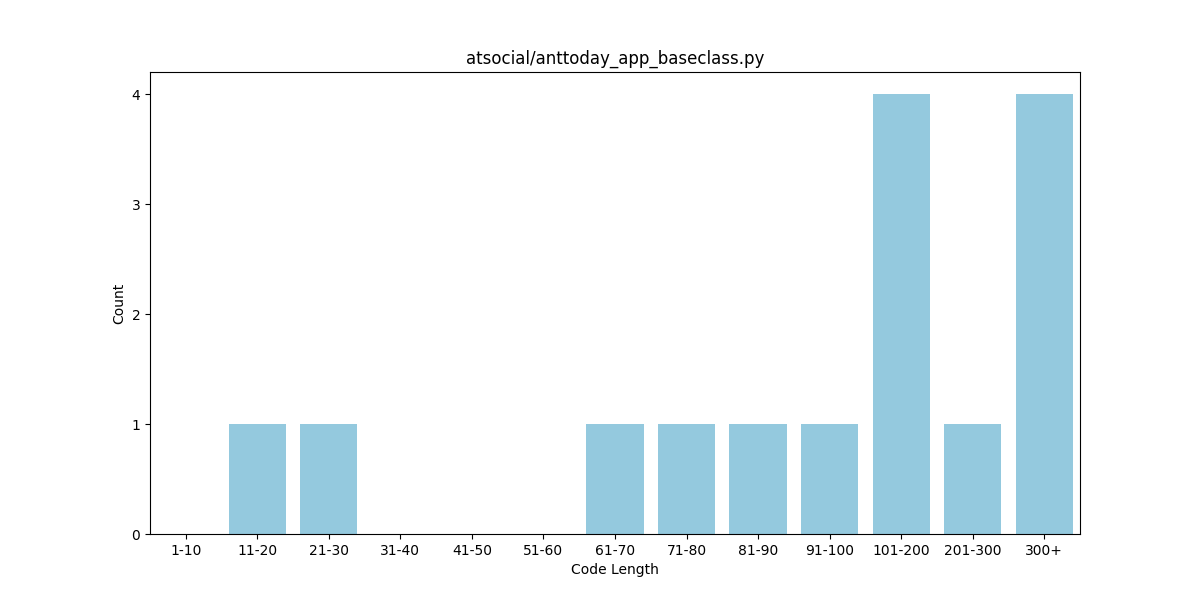 atsocial/anttoday_app_baseclass.py
4
3
2
1
0
Count
1-10 11-20 21-30 31-40 41-50 51-60 61-70 71-80 81-90 91-100 101-200 201-300 300+
Code Length